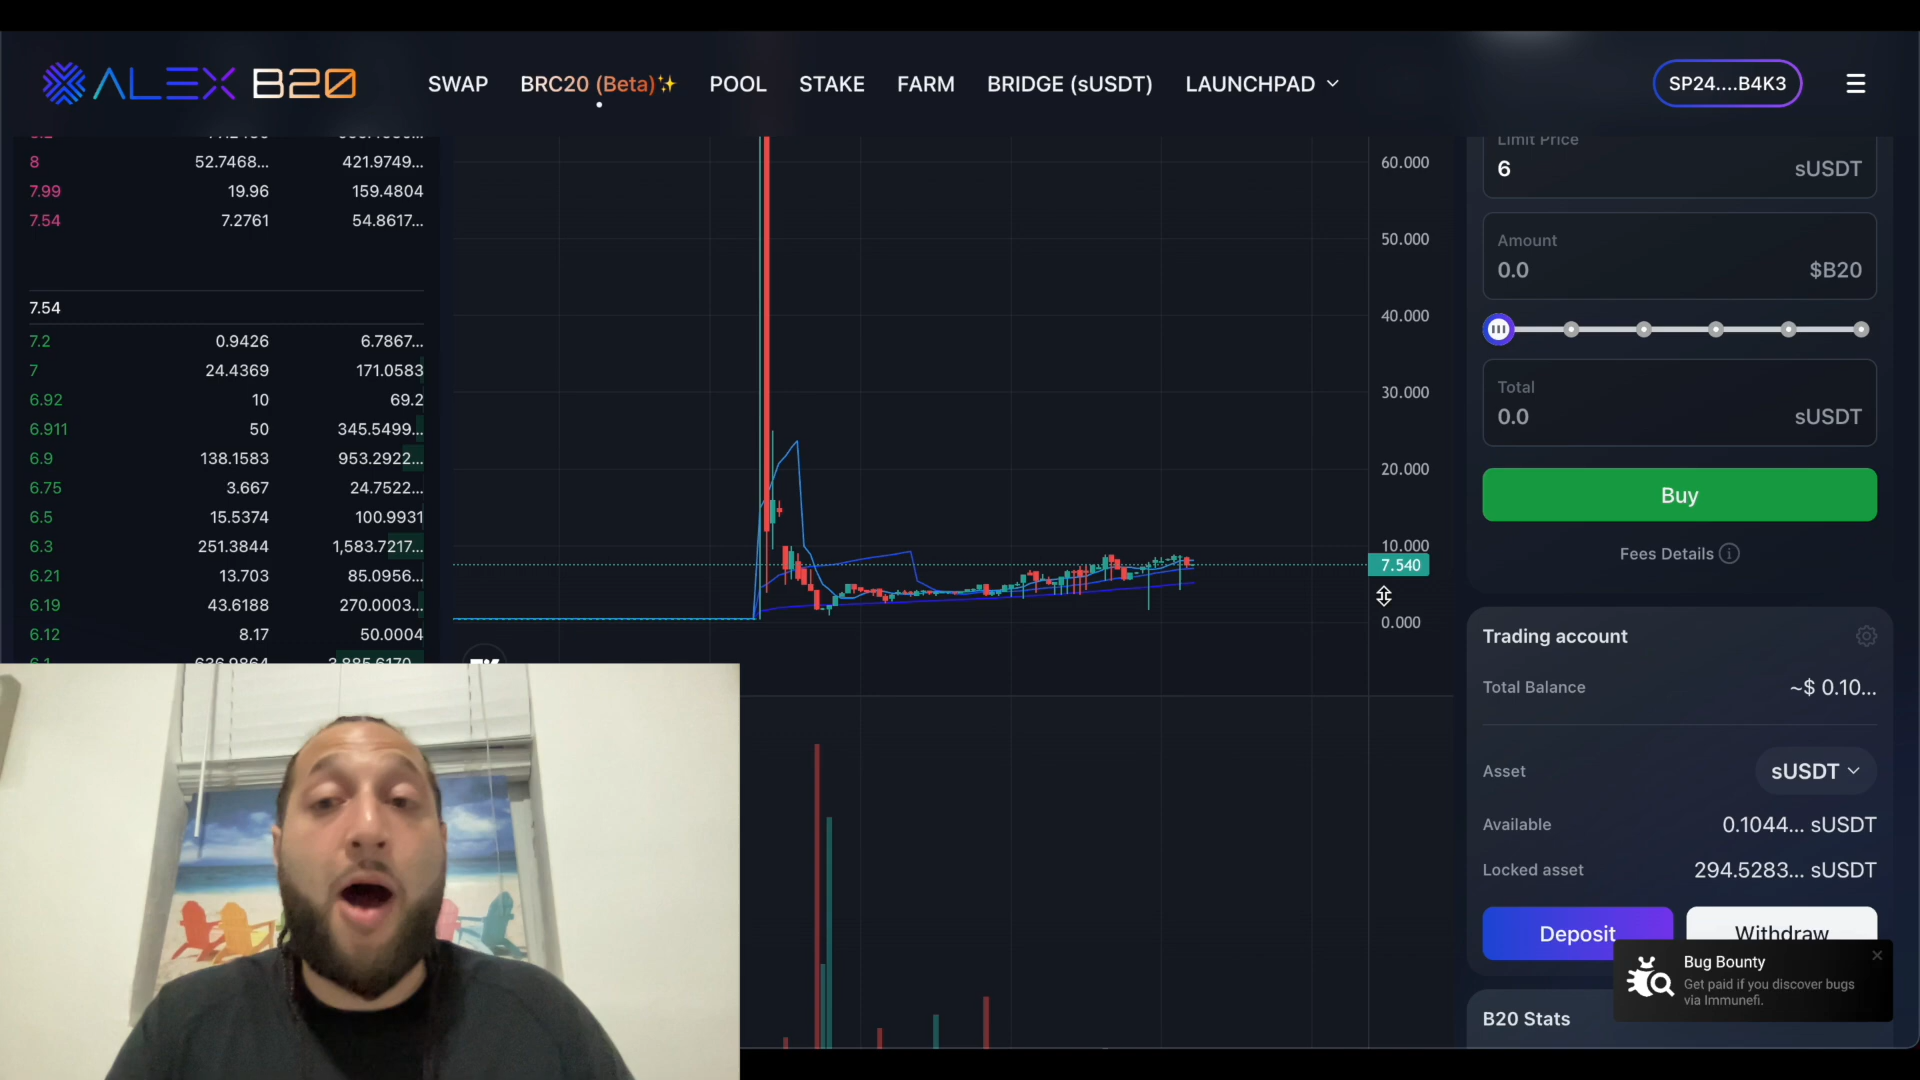 ALEX B20
SWAP
BRC20 (Beta)✨
POOL
STAKE
FARM
BRIDGE (sUSDT)
LAUNCHPAD
SP24....B4K3
8 52.7468... 421.9749...
7.99 19.96 159.4804
7.54 7.2761 54.8617...
7.54
7.2 0.9426 6.7867...
7 24.4369 171.0583
6.92 10 69.2
6.911 50 345.5499...
6.9 138.1583 953.2922...
6.75 3.667 24.7522...
6.5 15.5374 100.9931
6.3 251.3844 1,583.7217...
6.21 13.703 85.0956...
6.19 43.6188 270.0003...
6.12 8.17 50.0004
60.000
50.000
40.000
30.000
20.000
10.000
7.540
0.000
Limit Price
6 sUSDT
Amount
0.0 $B20
Total
0.0 sUSDT
Buy
Fees Details
Trading account
Total Balance ~$ 0.10...
Asset sUSDT
Available 0.1044... sUSDT
Locked asset 294.5283... sUSDT
Deposit
Withdraw
Bug Bounty
Get paid if you discover bugs
via Immunefi.
B20 Stats